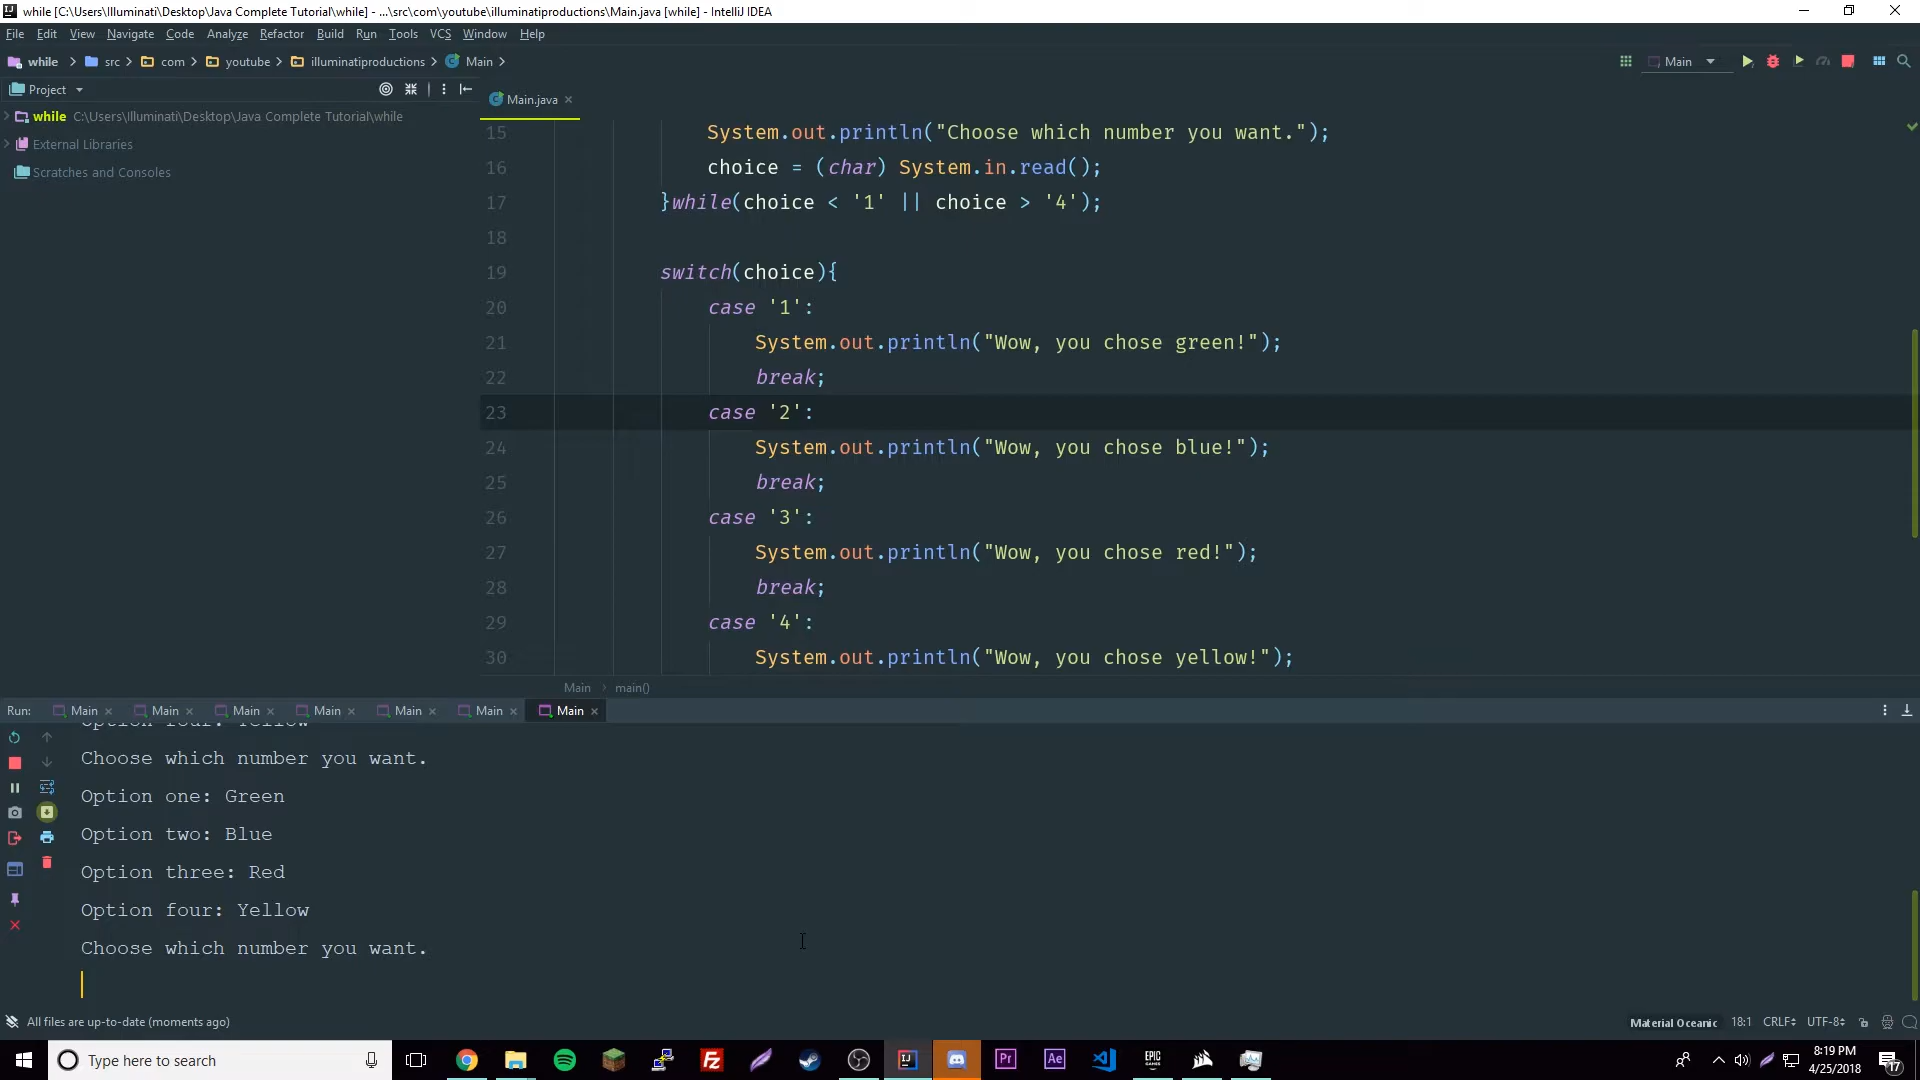 while [C:\Users\Illuminati\Desktop\Java Complete Tutorial\while] - ...\src\com\youtube\illuminatiproductions\Main.java [while] - IntelliJ IDEA
File Edit View Navigate Code Analyze Refactor Build Run Tools VCS Window Help
while src com youtube illuminatiproductions Main
Main
Project
Main.java
while C:\Users\Illuminati\Desktop\Java Complete Tutorial\while
External Libraries
Scratches and Consoles
15 System.out.println("Choose which number you want.");
16 choice = (char) System.in.read();
17 }while(choice < '1' || choice > '4');
18
19 switch(choice){
20 case '1':
21 System.out.println("Wow, you chose green!");
22 break;
23 case '2':
24 System.out.println("Wow, you chose blue!");
25 break;
26 case '3':
27 System.out.println("Wow, you chose red!");
28 break;
29 case '4':
30 System.out.println("Wow, you chose yellow!");
Main main()
Run: Main Main Main Main Main Main Main
Option four: Yellow
Choose which number you want.
Option one: Green
Option two: Blue
Option three: Red
Option four: Yellow
Choose which number you want.
All files are up-to-date (moments ago)
Material Oceanic 18:1 CRLF UTF-8
Type here to search
Pr
Ae
EPIC GAMES
8:19 PM
4/25/2018
17